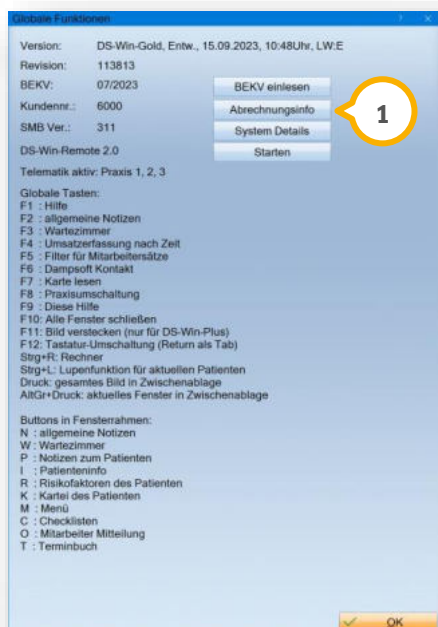 Globale Funktionen ? ×
Version: DS-Win-Gold, Entw., 15.09.2023, 10:48Uhr, LW:E
Revision: 113813
BEKV: 07/2023 BEKV einlesen
Kundennr.: 6000 Abrechnungsinfo 1
SMB Ver.: 311 System Details
DS-Win-Remote 2.0 Starten
Telematik aktiv: Praxis 1, 2, 3
Globale Tasten:
F1 : Hilfe
F2 : allgemeine Notizen
F3 : Wartezimmer
F4 : Umsatzerfassung nach Zeit
F5 : Filter für Mitarbeitersätze
F6 : Dampsoft Kontakt
F7 : Karte lesen
F8 : Praxisumschaltung
F9 : Diese Hilfe
F10: Alle Fenster schließen
F11: Bild verstecken (nur für DS-Win-Plus)
F12: Tastatur-Umschaltung (Return als Tab)
Strg+R: Rechner
Strg+L: Lupenfunktion für aktuellen Patienten
Druck: gesamtes Bild in Zwischenablage
AltGr+Druck: aktuelles Fenster in Zwischenablage
Buttons in Fensterrahmen:
N : allgemeine Notizen
W : Wartezimmer
P : Notizen zum Patienten
I : Patienteninfo
R : Risikofaktoren des Patienten
K : Kartei des Patienten
M : Menü
C : Checklisten
O : Mitarbeiter Mitteilung
T : Terminbuch
OK